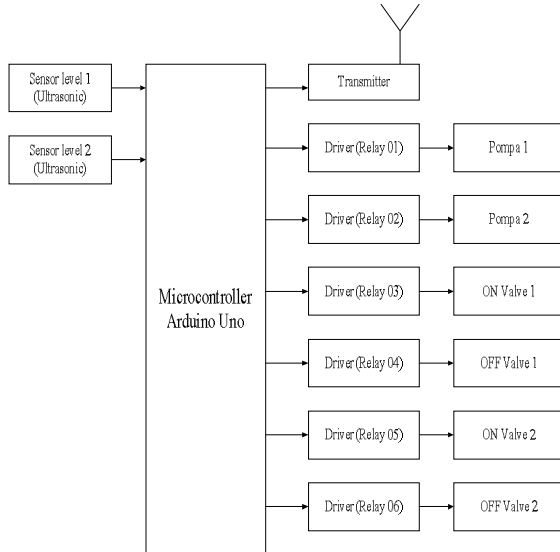 Sensor level 1
(Ultrasonic)
Sensor level 2
(Ultrasonic)
Microcontroller
Arduino Uno
Transmitter
Driver(Relay 01)
Pompa 1
Driver(Relay 02)
Pompa 2
Driver(Relay 03)
ON Valve 1
Driver(Relay 04)
OFF Valve 1
Driver(Relay 05)
ON Valve 2
Driver(Relay 06)
OFF Valve 2